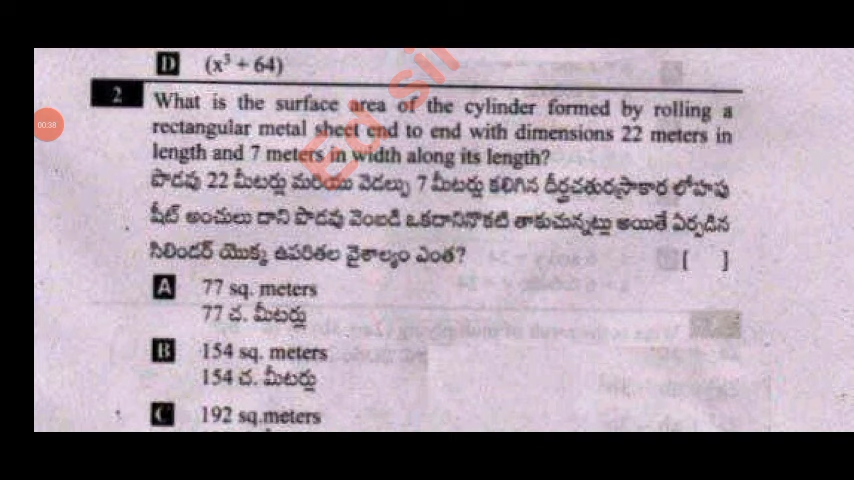 D (x³ + 64)
2 What is the surface area of the cylinder formed by rolling a
00:38
rectangular metal sheet end to end with dimensions 22 meters in
length and 7 meters in width along its length?
పొడవు 22 మీటర్లు మరియు వెడల్పు 7 మీటర్లు కలిగిన దీర్ఘచతురస్రాకార లోహపు
షీట్ అంచులు దాని పొడవు వెంబడి ఒకదానినొకటి తాకుచున్నట్లు అయితే ఏర్పడిన
సిలిండర్ యొక్క ఉపరితల వైశాల్యం ఎంత? [ ]
A 77 sq. meters
77 చ. మీటర్లు
B 154 sq. meters
154 చ. మీటర్లు
C 192 sq.meters